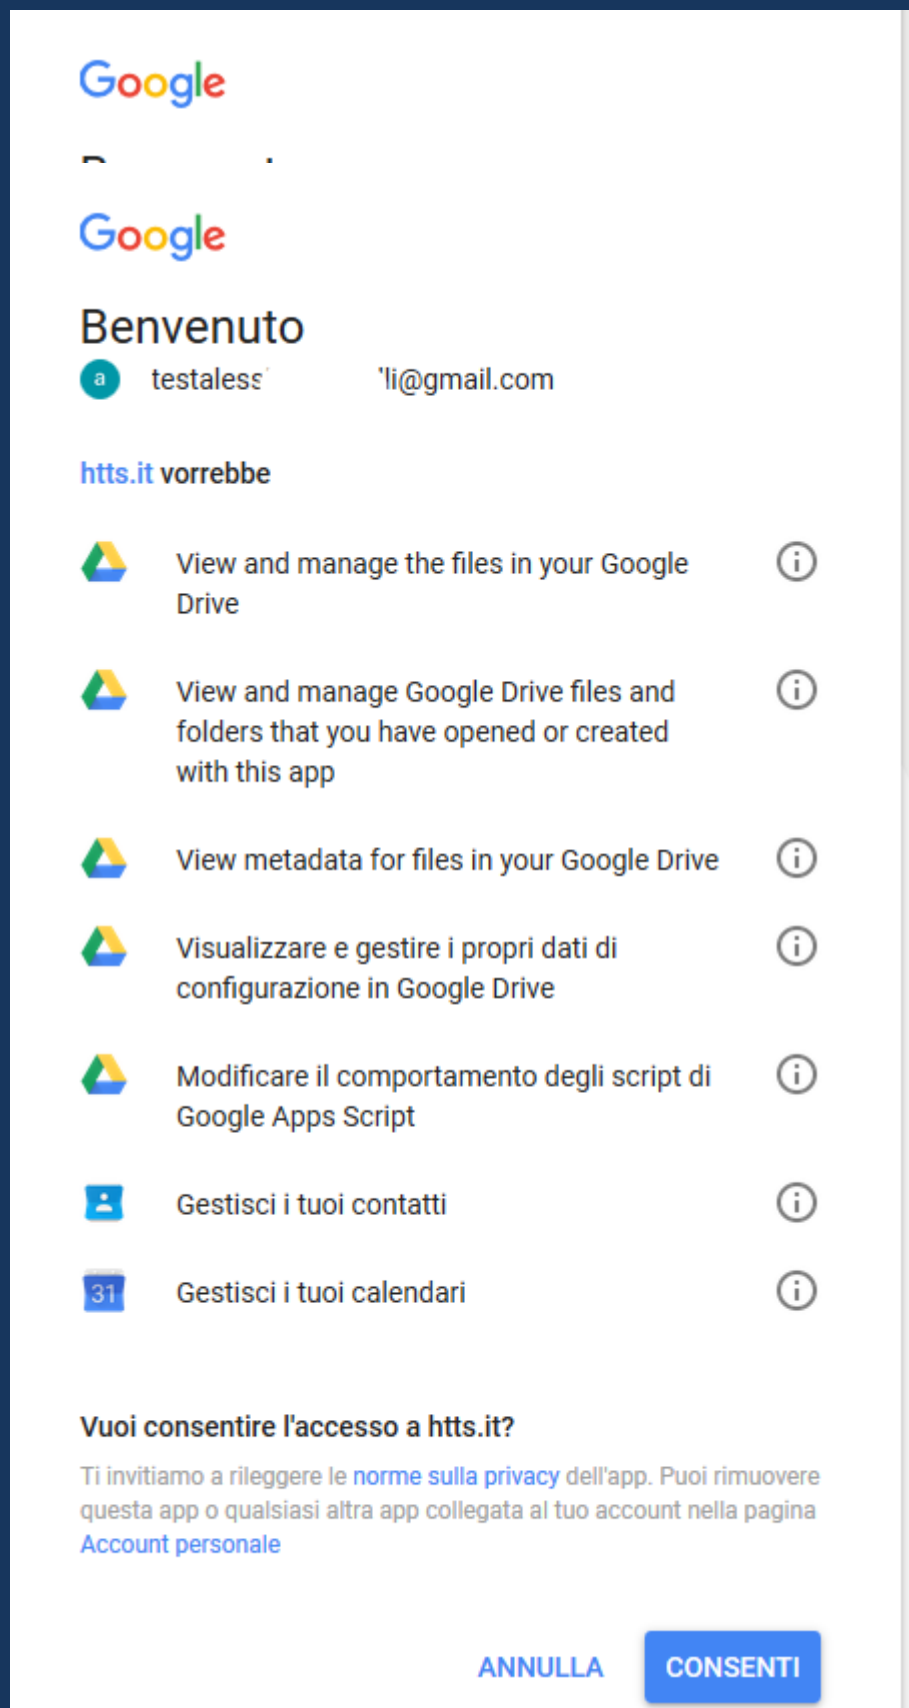 Google
Google
Benvenuto
a testaless li@gmail.com
htts.it vorrebbe
View and manage the files in your Google
Drive
View and manage Google Drive files and
folders that you have opened or created
with this app
View metadata for files in your Google Drive
Visualizzare e gestire i propri dati di
configurazione in Google Drive
Modificare il comportamento degli script di
Google Apps Script
Gestisci i tuoi contatti
31 Gestisci i tuoi calendari
Vuoi consentire l'accesso a htts.it?
Ti invitiamo a rileggere le norme sulla privacy dell'app. Puoi rimuovere
questa app o qualsiasi altra app collegata al tuo account nella pagina
Account personale
ANNULLA CONSENTI